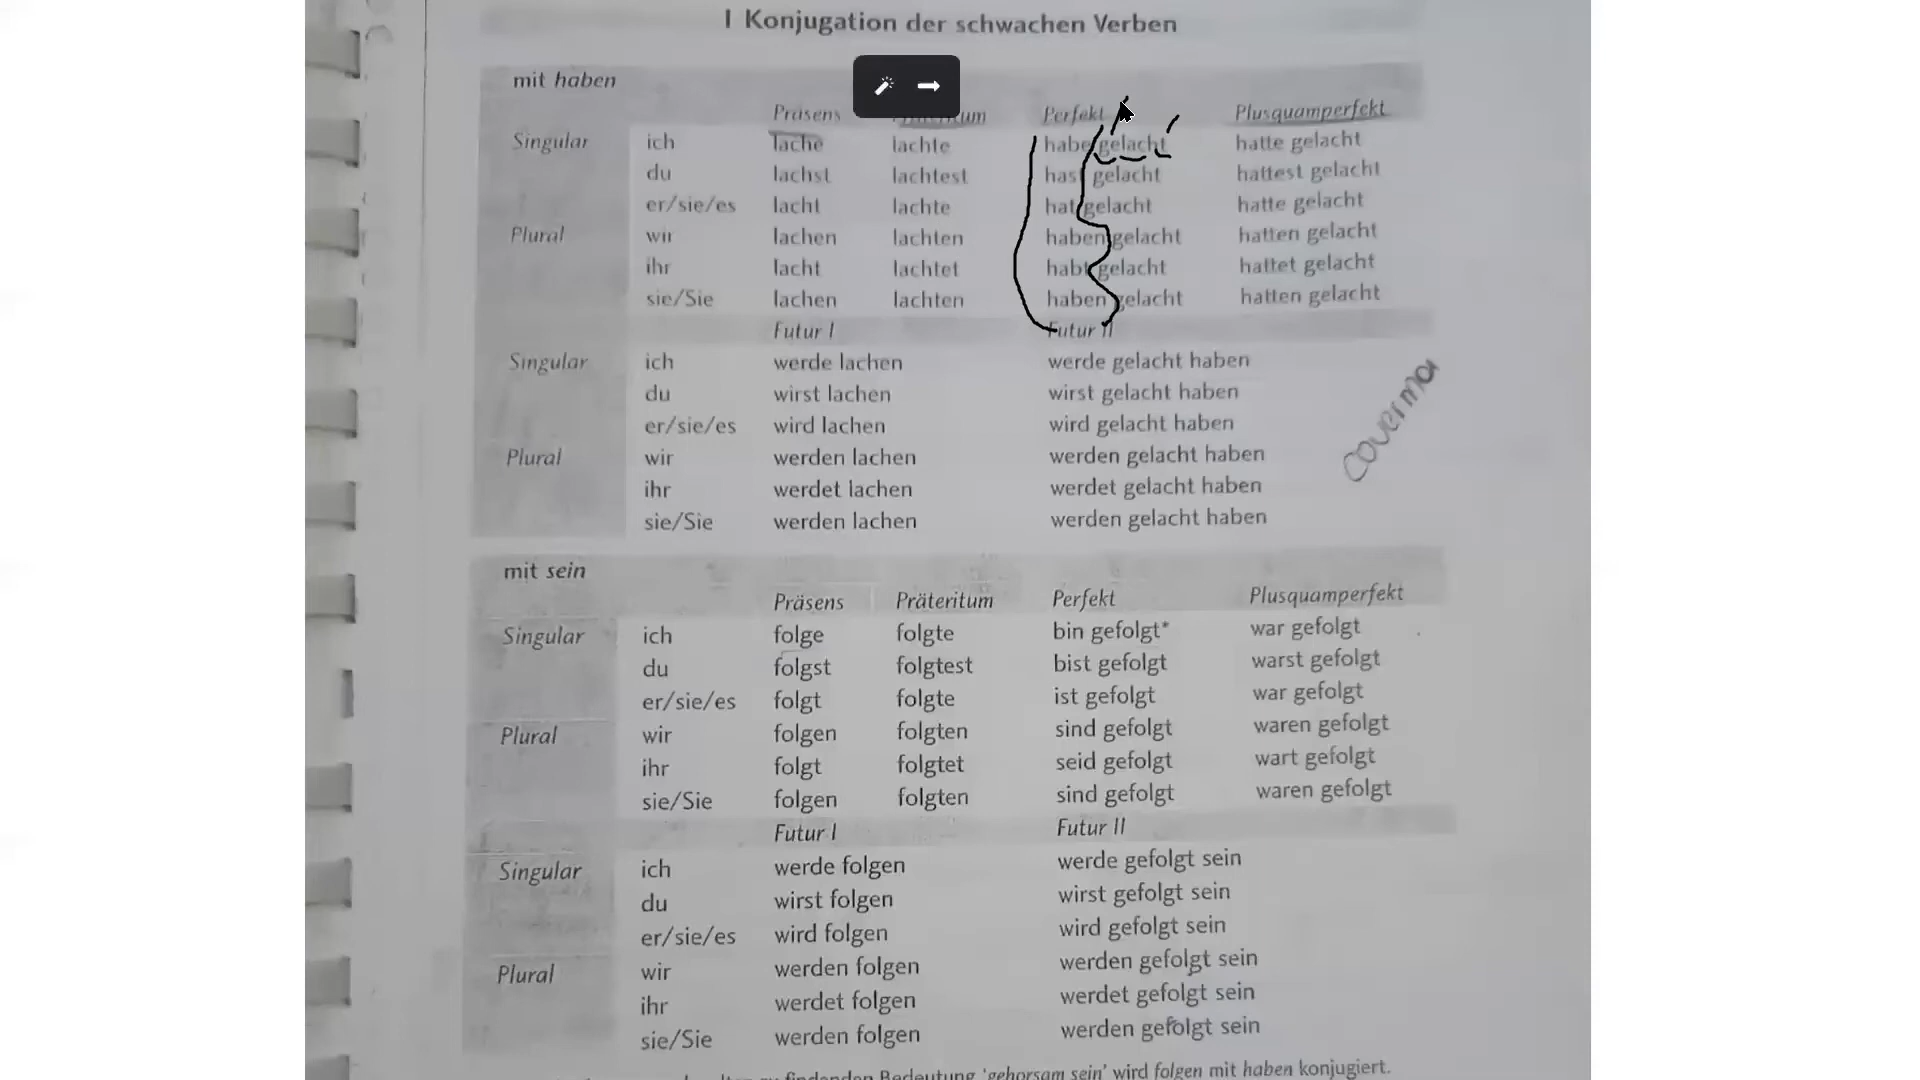 I Konjugation der schwachen Verben
mit haben
Präsens Perfekt Plusquamperfekt
Singular ich lache lachte habe gelacht hatte gelacht
du lachst lachtest hast gelacht hattest gelacht
er/sie/es lacht lachte hat gelacht hatte gelacht
Plural wir lachen lachten haben gelacht hatten gelacht
ihr lacht lachtet habt gelacht hattet gelacht
sie/Sie lachen lachten haben gelacht hatten gelacht
Futur I Futur II
Singular ich werde lachen werde gelacht haben
du wirst lachen wirst gelacht haben
er/sie/es wird lachen wird gelacht haben
Plural wir werden lachen werden gelacht haben
ihr werdet lachen werdet gelacht haben
sie/Sie werden lachen werden gelacht haben
mit sein
Präsens Präteritum Perfekt Plusquamperfekt
Singular ich folge folgte bin gefolgt* war gefolgt
du folgst folgtest bist gefolgt warst gefolgt
er/sie/es folgt folgte ist gefolgt war gefolgt
Plural wir folgen folgten sind gefolgt waren gefolgt
ihr folgt folgtet seid gefolgt wart gefolgt
sie/Sie folgen folgten sind gefolgt waren gefolgt
Futur I Futur II
Singular ich werde folgen werde gefolgt sein
du wirst folgen wirst gefolgt sein
er/sie/es wird folgen wird gefolgt sein
Plural wir werden folgen werden gefolgt sein
ihr werdet folgen werdet gefolgt sein
sie/Sie werden folgen werden gefolgt sein
Bedeutung 'gehorsam sein' wird folgen mit haben konjugiert.